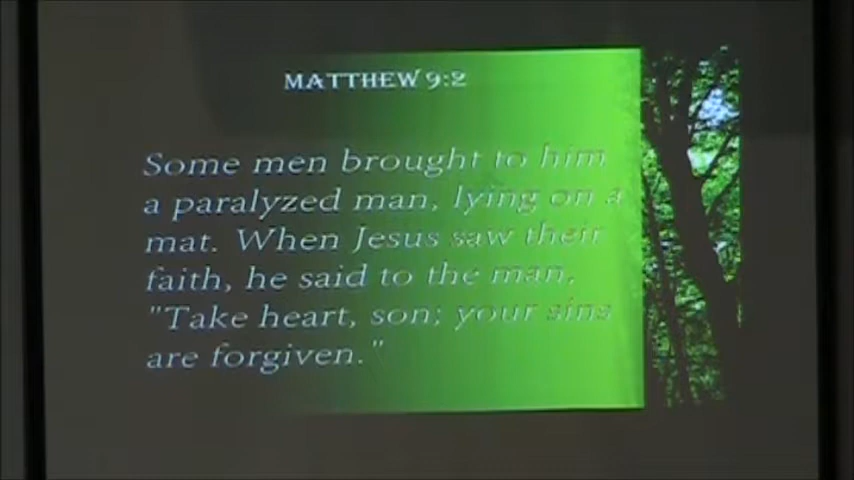 MATTHEW 9:2
Some men brought to him
a paralyzed man, lying on a
mat. When Jesus saw their
faith, he said to the man,
"Take heart, son; your sins
are forgiven."